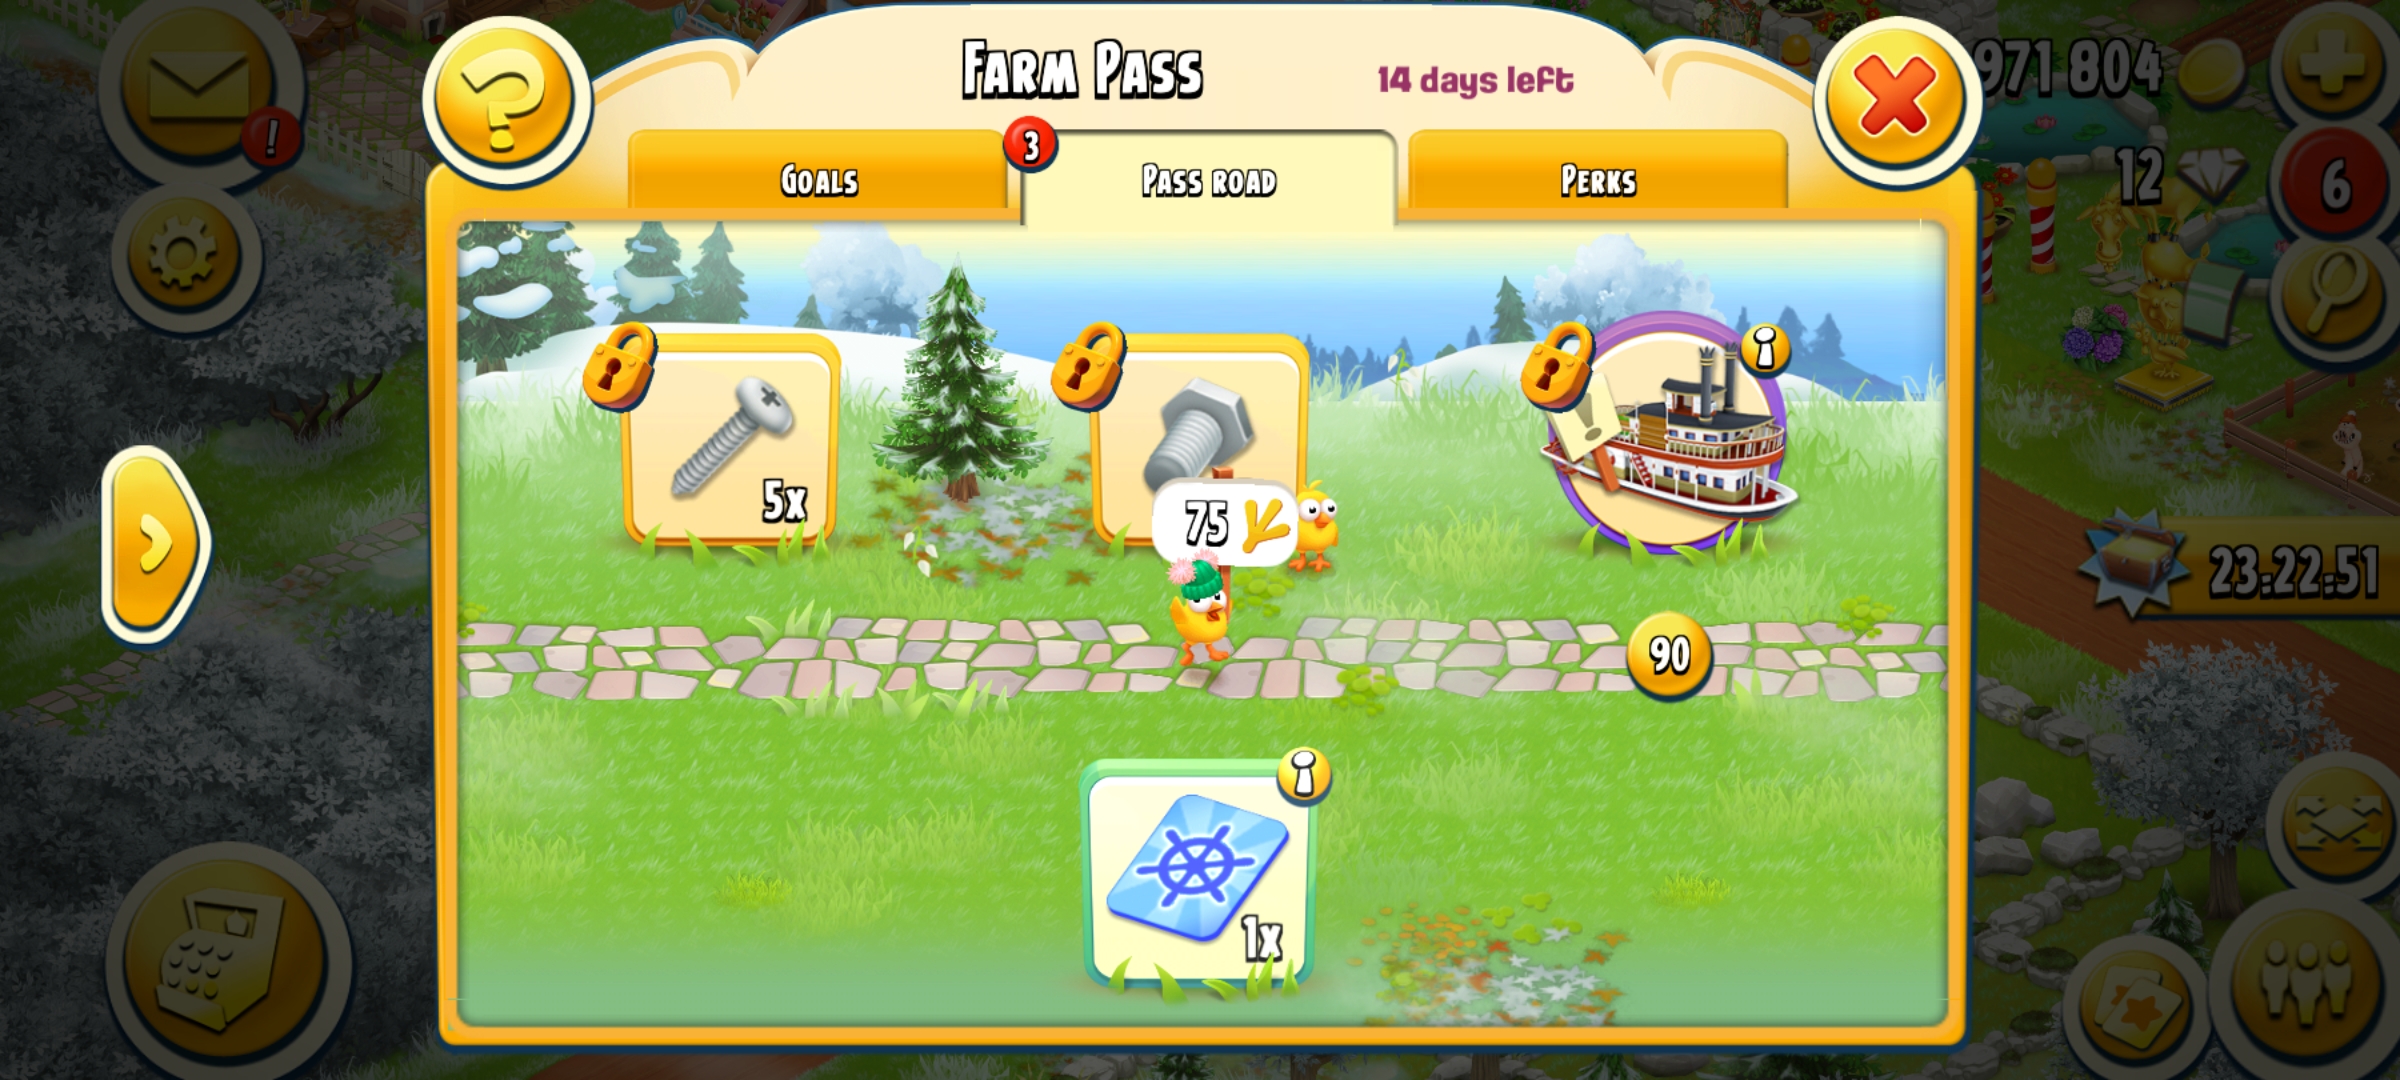 FARM PASS
14 days left
971 804
GOALS
3
PASS ROAD
PERKS
12
6
5x
75
23:22:51
90
1x